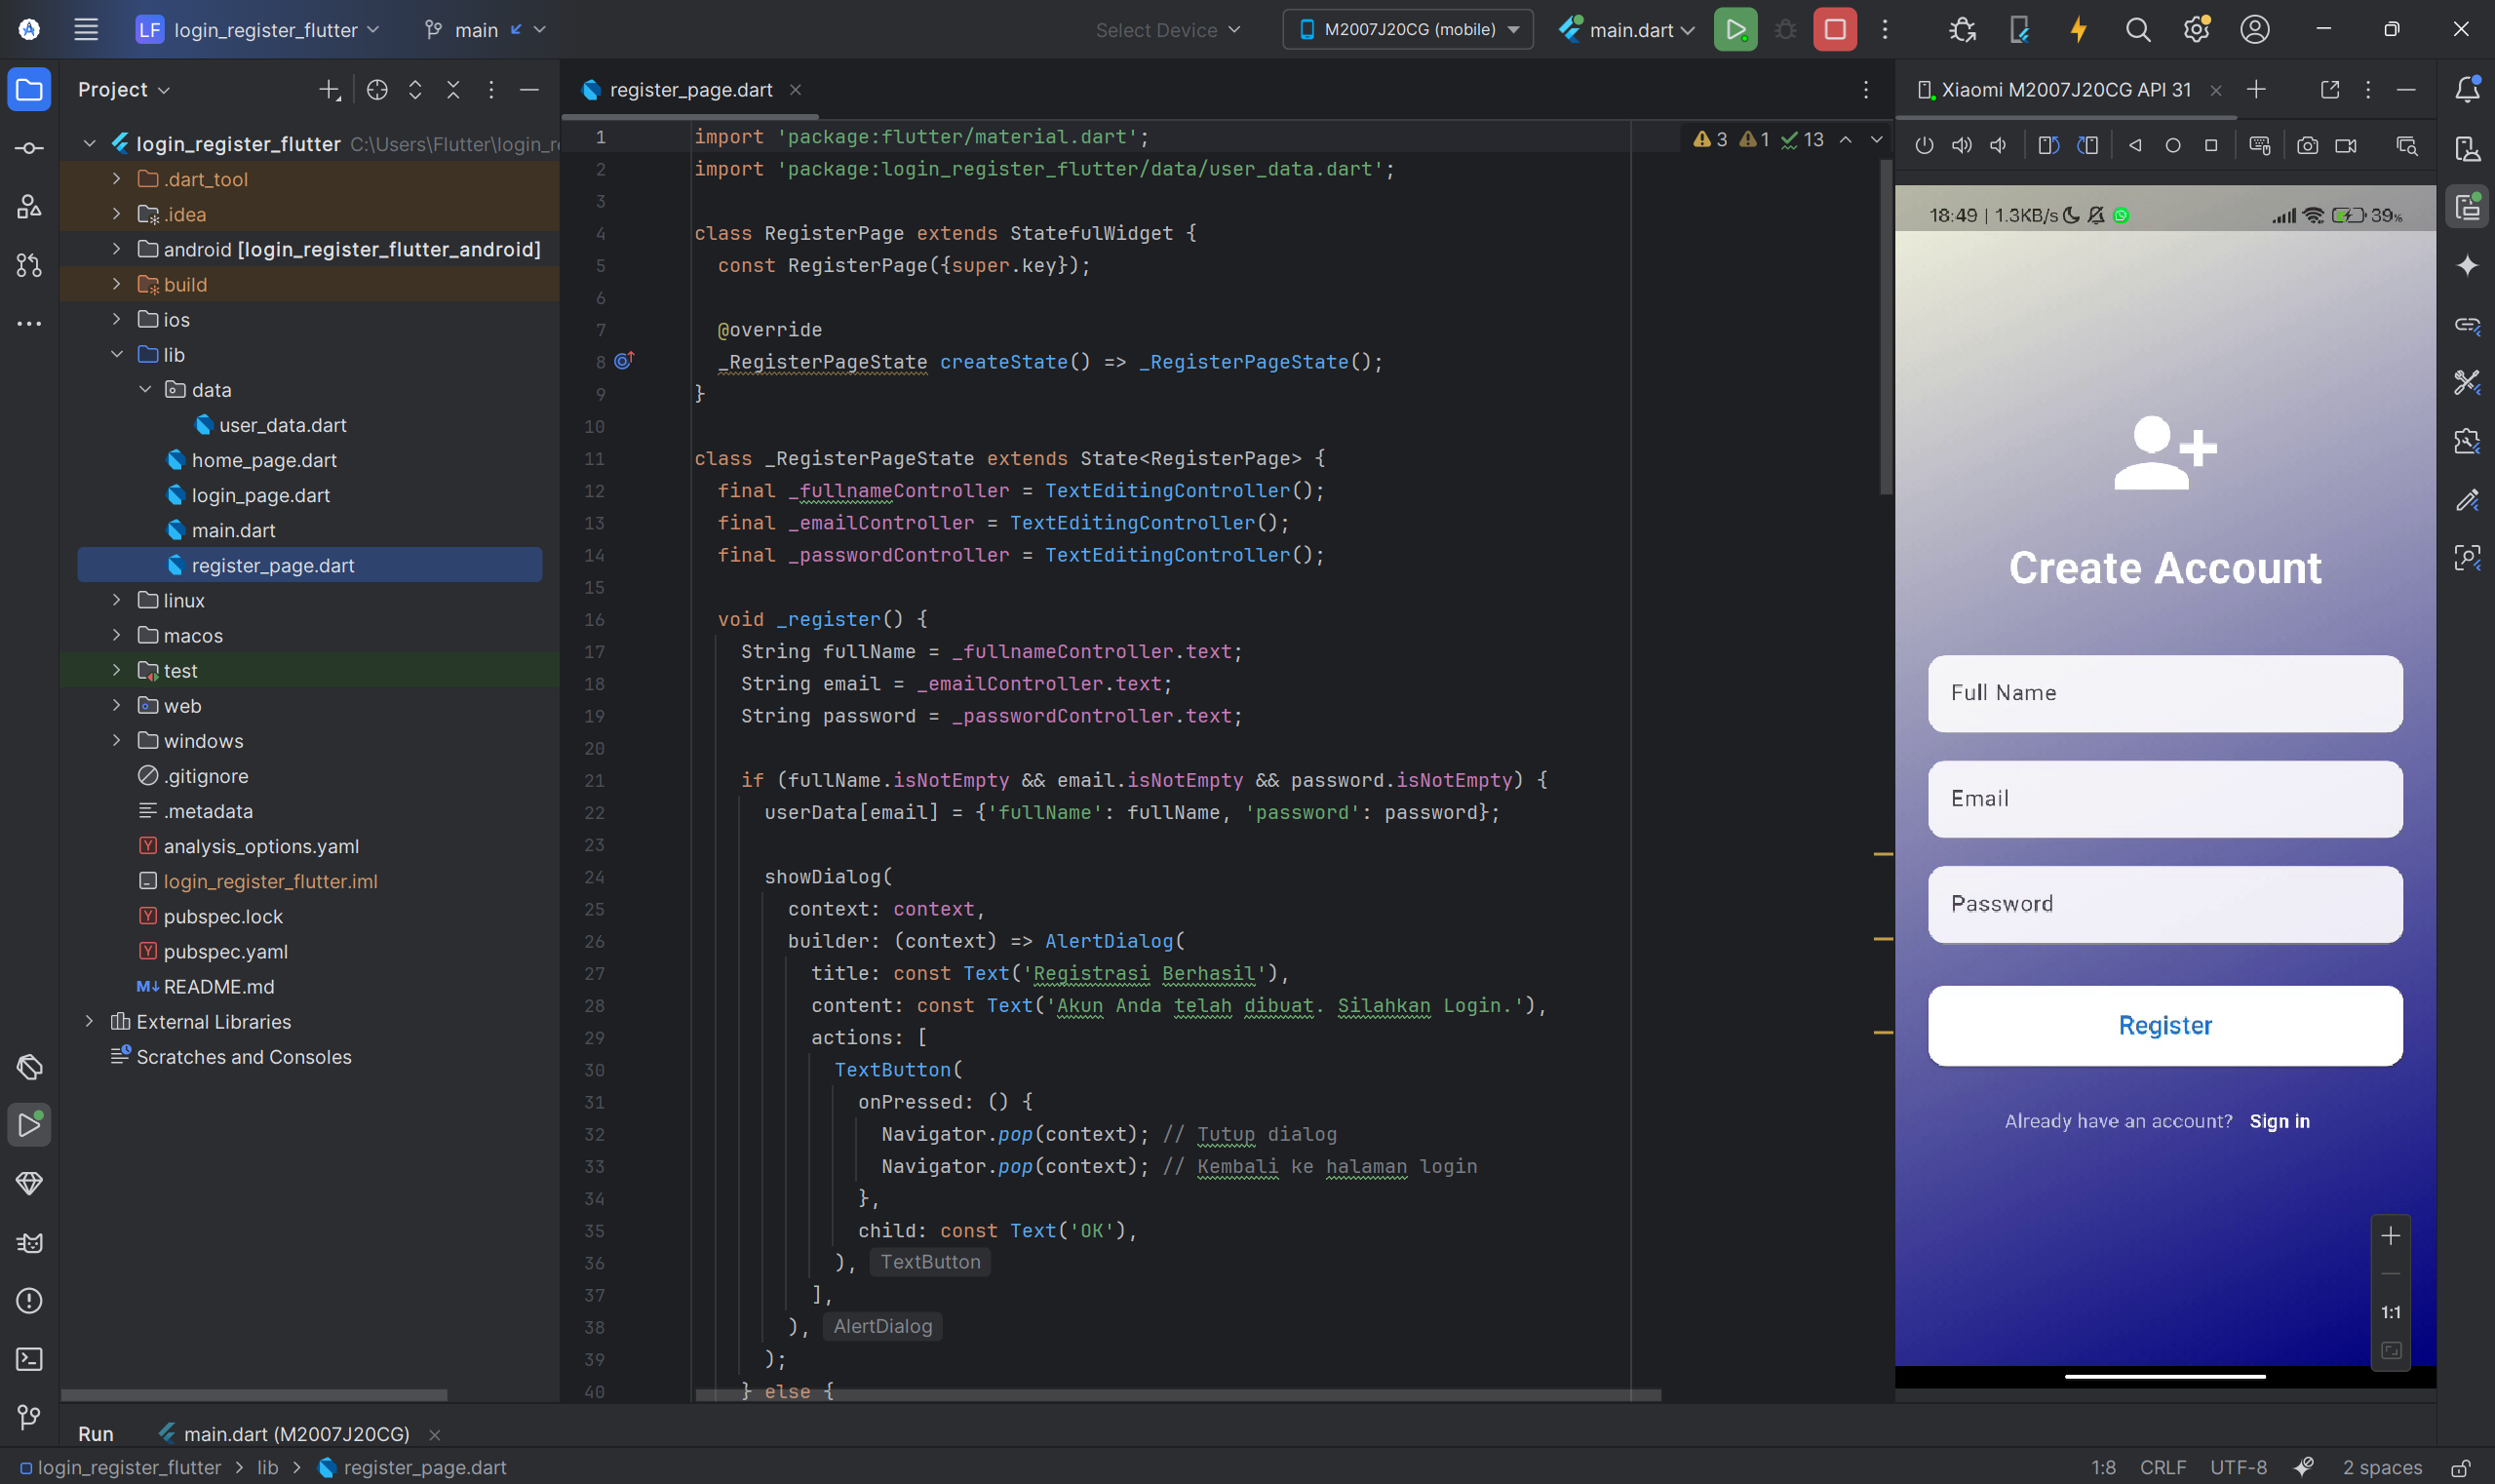 LF login_register_flutter main Select Device M2007J20CG (mobile) main.dart
Project
login_register_flutter C:\Users\Flutter\login_r
.dart_tool
.idea
android [login_register_flutter_android]
build
ios
lib
data
user_data.dart
home_page.dart
login_page.dart
main.dart
register_page.dart
linux
macos
test
web
windows
.gitignore
.metadata
analysis_options.yaml
login_register_flutter.iml
pubspec.lock
pubspec.yaml
README.md
External Libraries
Scratches and Consoles
register_page.dart
3 1 13
1 import 'package:flutter/material.dart';
2 import 'package:login_register_flutter/data/user_data.dart';
3
4 class RegisterPage extends StatefulWidget {
5 const RegisterPage({super.key});
6
7 @override
8 _RegisterPageState createState() => _RegisterPageState();
9 }
10
11 class _RegisterPageState extends State<RegisterPage> {
12 final _fullnameController = TextEditingController();
13 final _emailController = TextEditingController();
14 final _passwordController = TextEditingController();
15
16 void _register() {
17 String fullName = _fullnameController.text;
18 String email = _emailController.text;
19 String password = _passwordController.text;
20
21 if (fullName.isNotEmpty && email.isNotEmpty && password.isNotEmpty) {
22 userData[email] = {'fullName': fullName, 'password': password};
23
24 showDialog(
25 context: context,
26 builder: (context) => AlertDialog(
27 title: const Text('Registrasi Berhasil'),
28 content: const Text('Akun Anda telah dibuat. Silahkan Login.'),
29 actions: [
30 TextButton(
31 onPressed: () {
32 Navigator.pop(context); // Tutup dialog
33 Navigator.pop(context); // Kembali ke halaman login
34 },
35 child: const Text('OK'),
36 ), TextButton
37 ],
38 ), AlertDialog
39 );
40 } else {
Xiaomi M2007J20CG API 31
18:49 | 1.3KB/s 39%
Create Account
Full Name
Email
Password
Register
Already have an account? Sign in
1:1
Run main.dart (M2007J20CG)
login_register_flutter > lib > register_page.dart 1:8 CRLF UTF-8 2 spaces